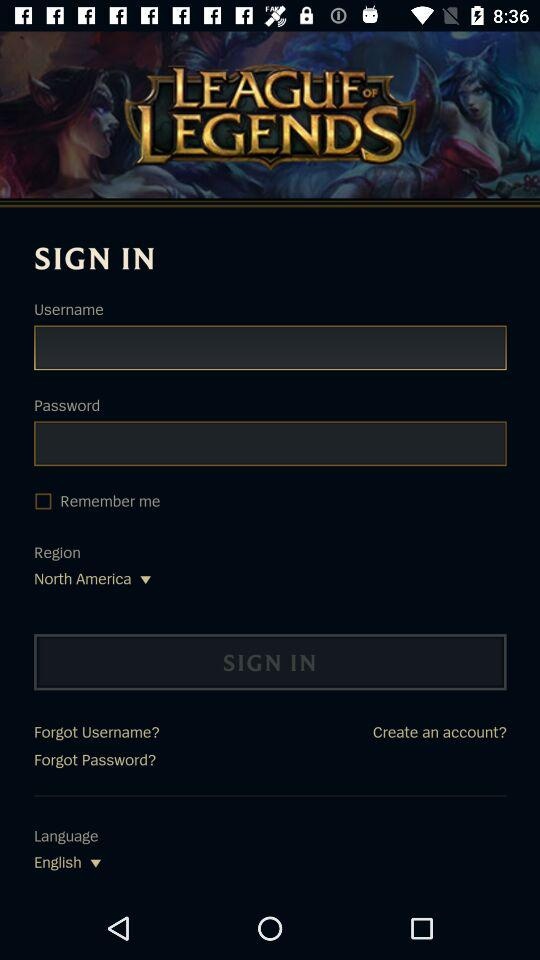 FAKE
8:36
LEAGUE OF
LEGENDS
SIGN IN
Username
Password
Remember me
Region
North America
SIGN IN
Forgot Username?
Create an account?
Forgot Password?
Language
English